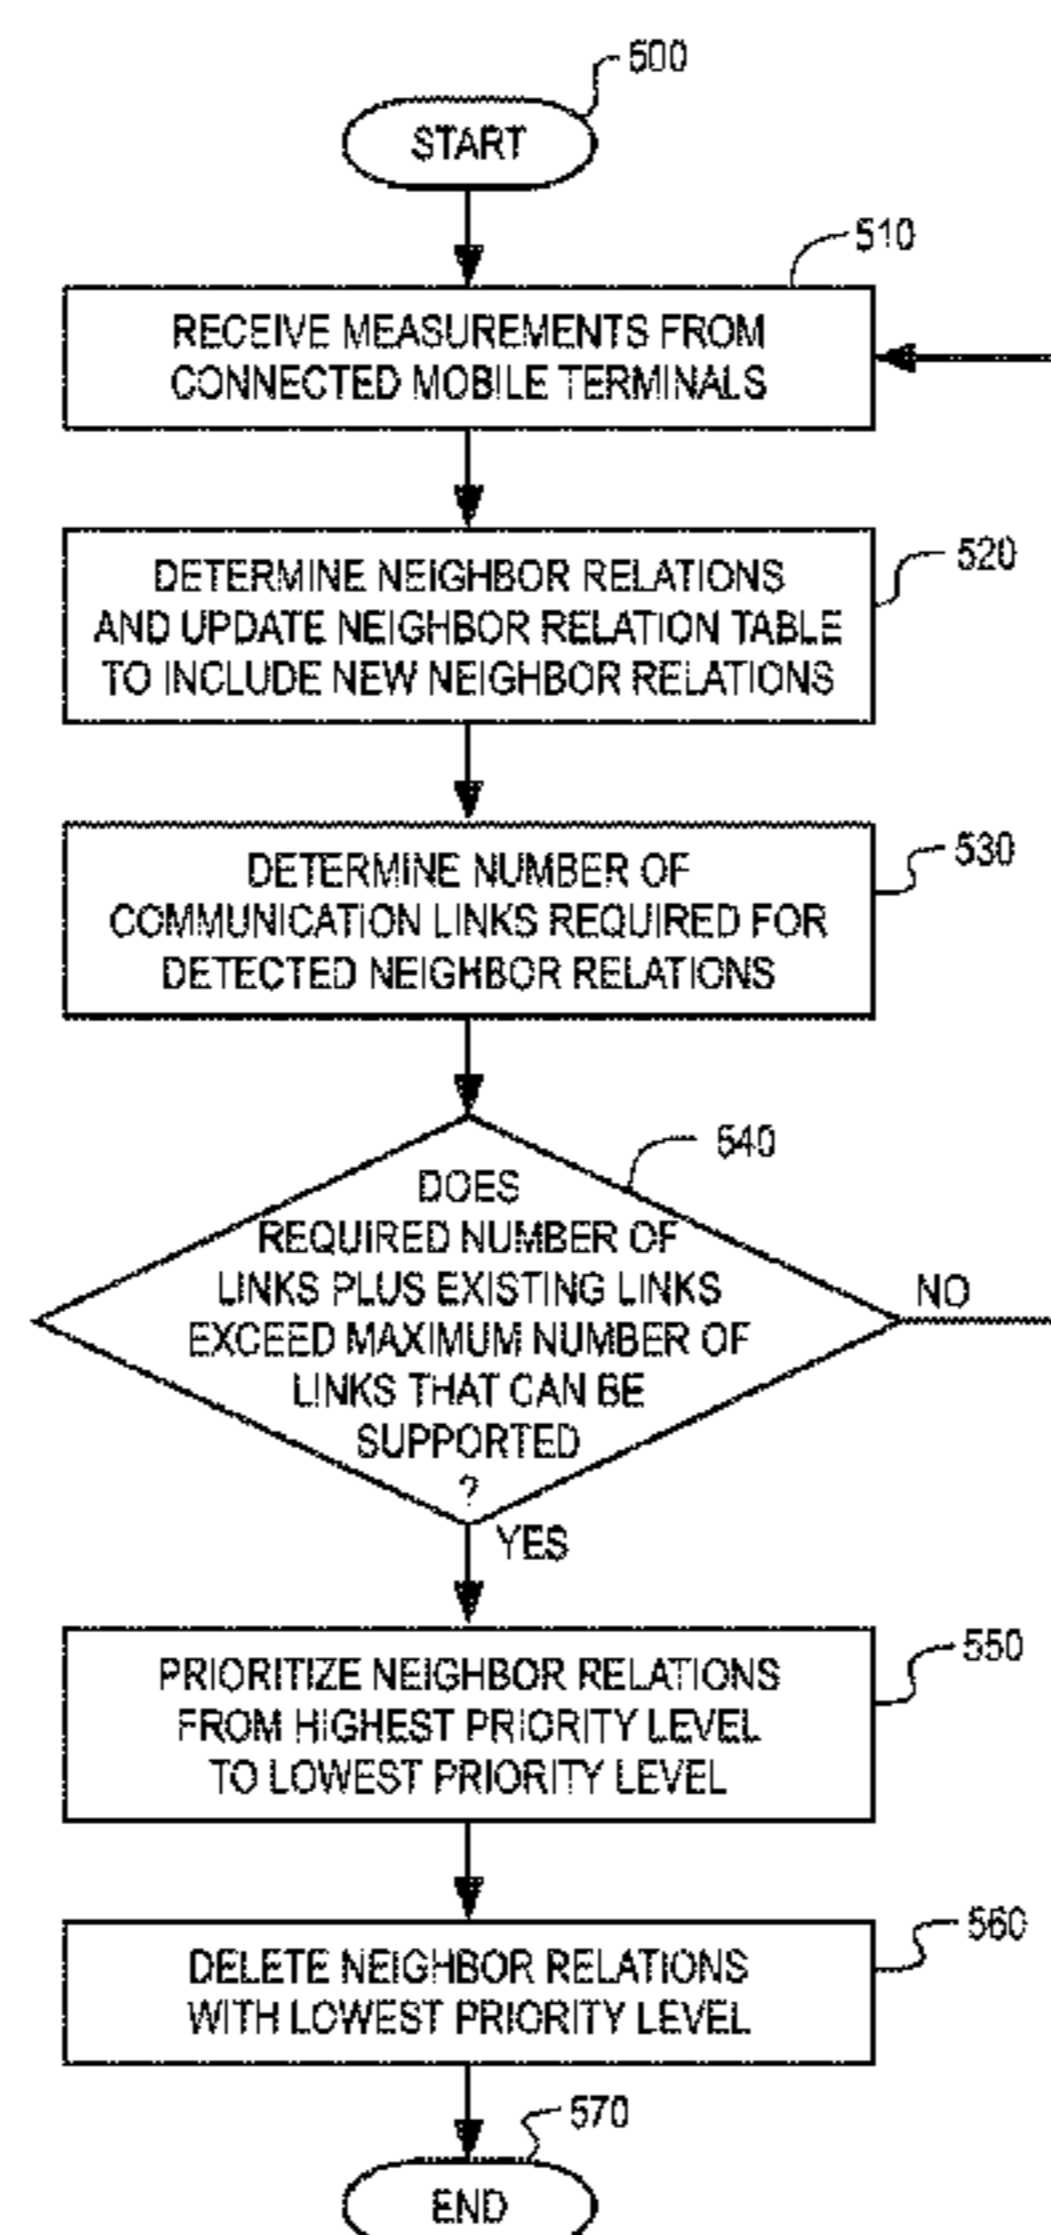 500
START
510
RECEIVE MEASUREMENTS FROM
CONNECTED MOBILE TERMINALS
520
DETERMINE NEIGHBOR RELATIONS
AND UPDATE NEIGHBOR RELATION TABLE
TO INCLUDE NEW NEIGHBOR RELATIONS
530
DETERMINE NUMBER OF
COMMUNICATION LINKS REQUIRED FOR
DETECTED NEIGHBOR RELATIONS
540
DOES
REQUIRED NUMBER OF
LINKS PLUS EXISTING LINKS
EXCEED MAXIMUM NUMBER OF
LINKS THAT CAN BE
SUPPORTED
?
NO
YES
550
PRIORITIZE NEIGHBOR RELATIONS
FROM HIGHEST PRIORITY LEVEL
TO LOWEST PRIORITY LEVEL
560
DELETE NEIGHBOR RELATIONS
WITH LOWEST PRIORITY LEVEL
570
END